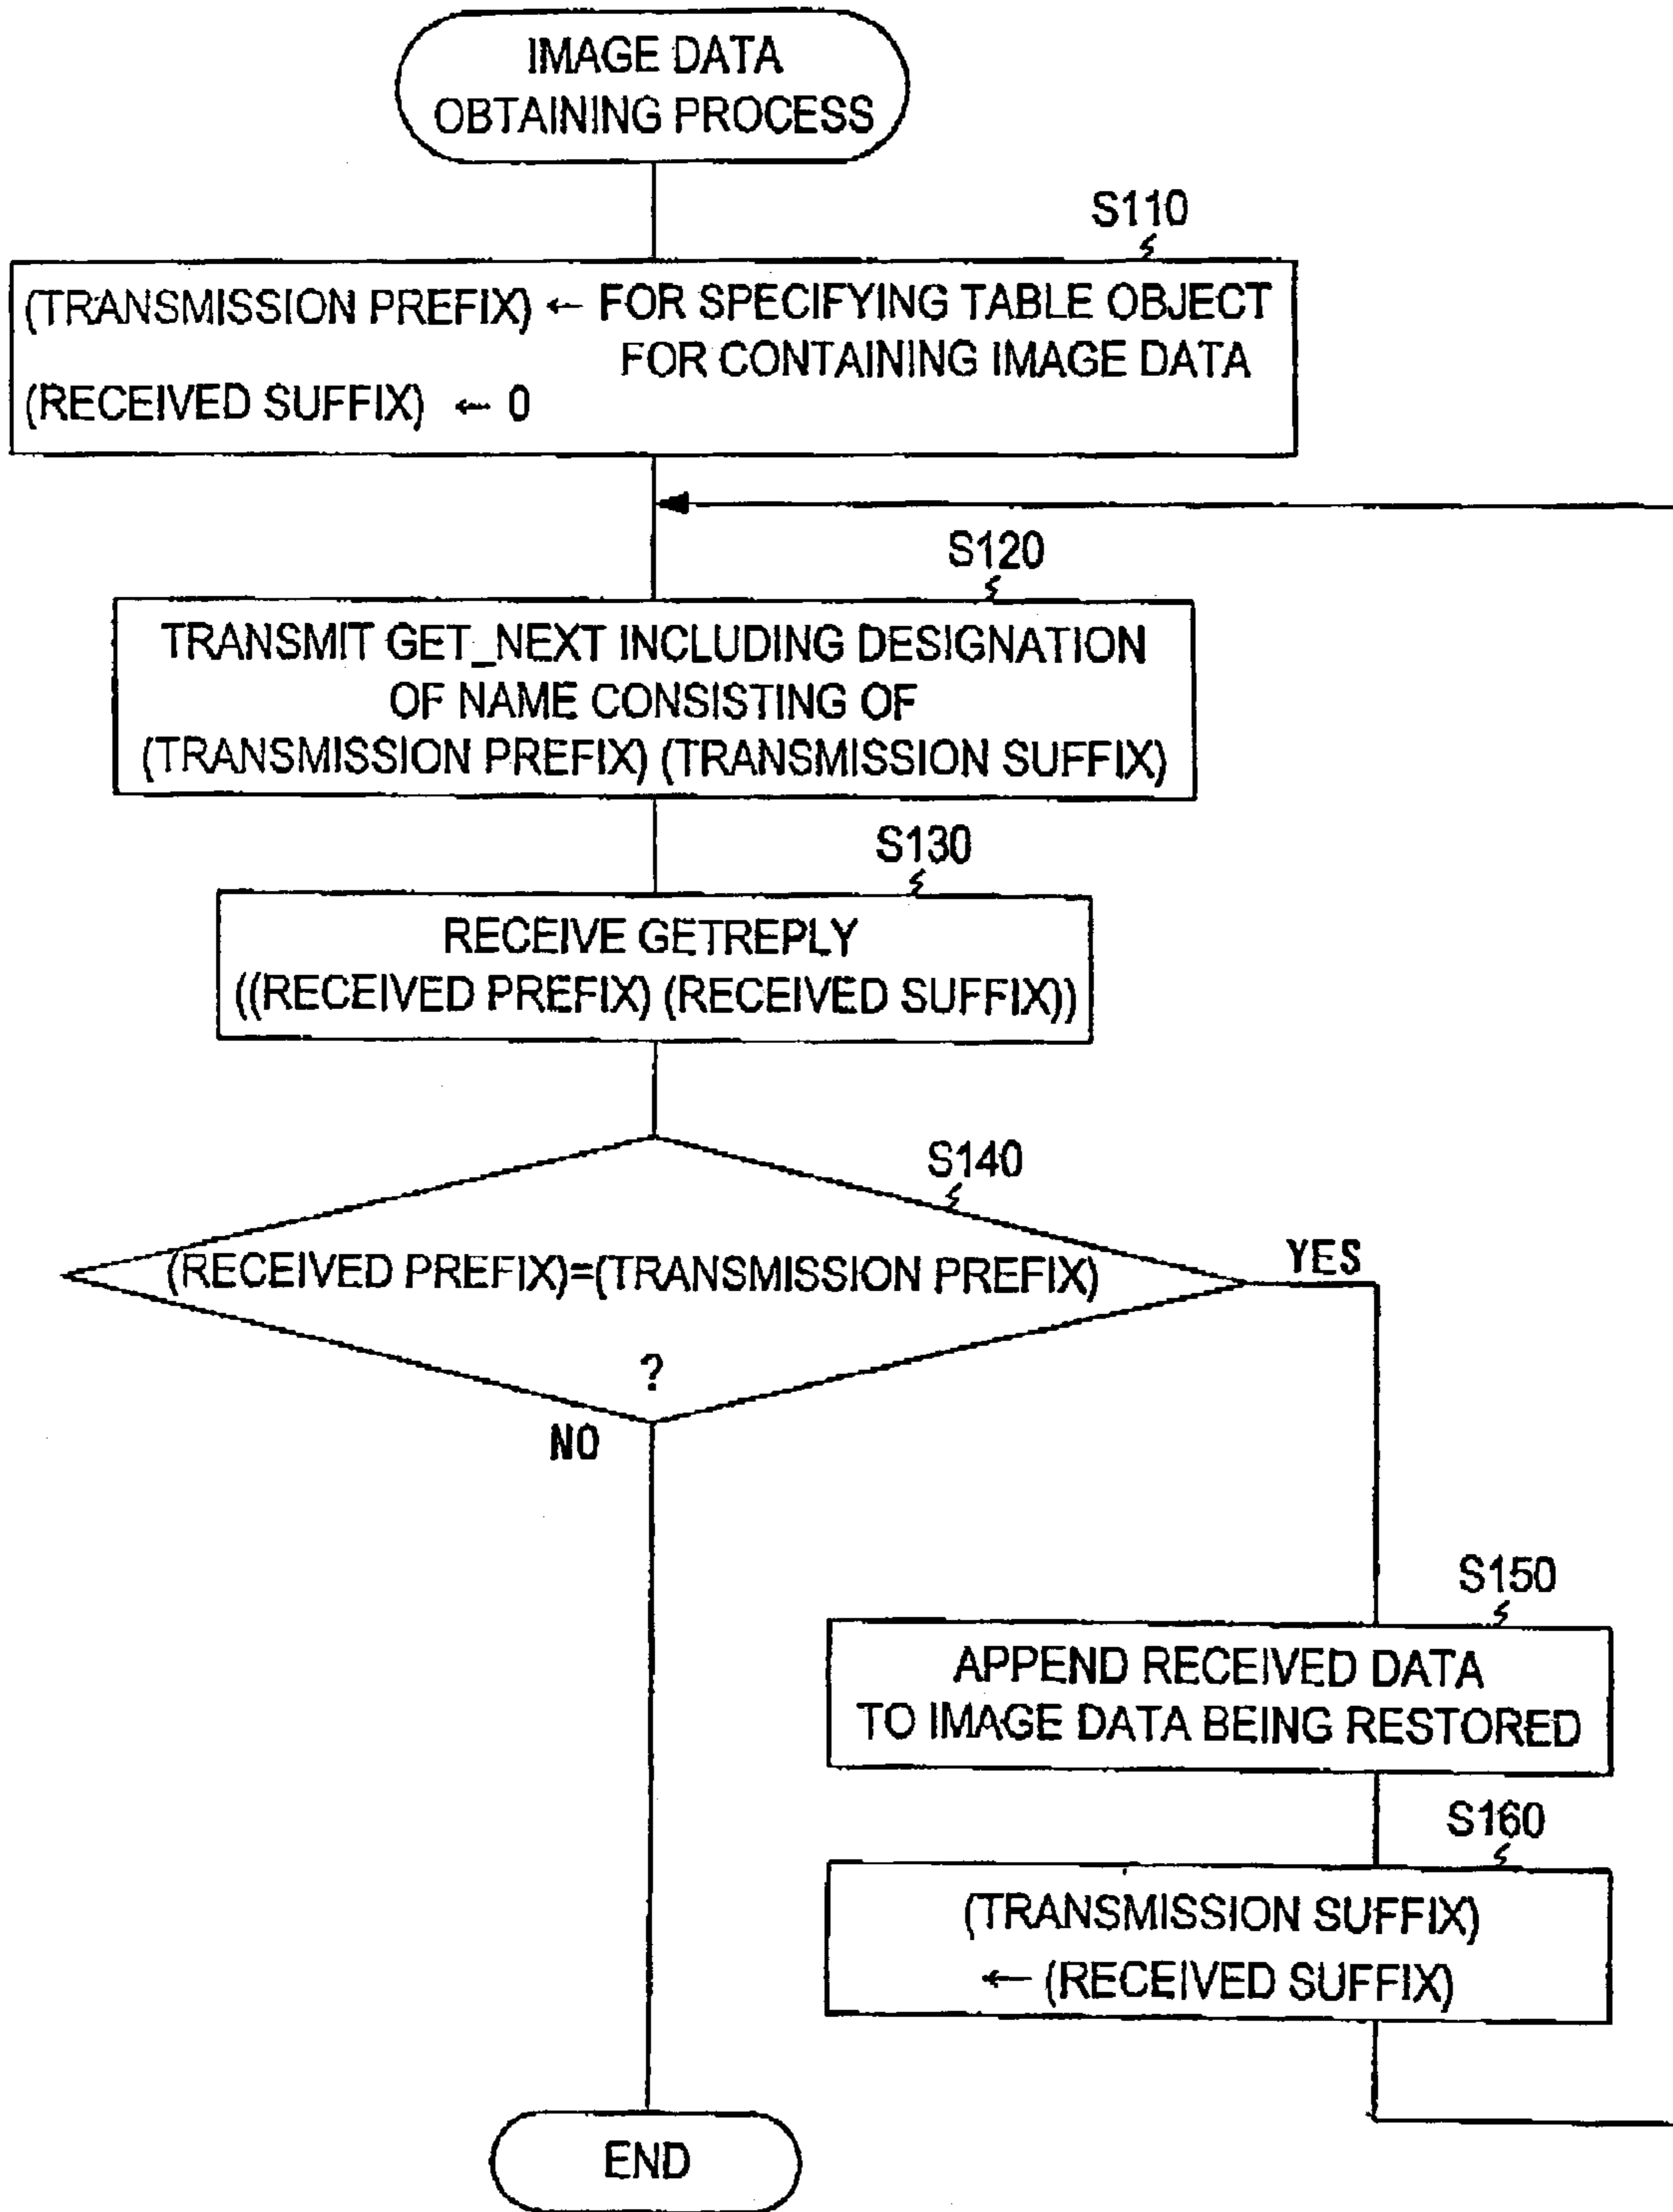 IMAGE DATA
OBTAINING PROCESS
S110
(TRANSMISSION PREFIX) ← FOR SPECIFYING TABLE OBJECT
FOR CONTAINING IMAGE DATA
(RECEIVED SUFFIX) ← 0
S120
TRANSMIT GET_NEXT INCLUDING DESIGNATION
OF NAME CONSISTING OF
(TRANSMISSION PREFIX) (TRANSMISSION SUFFIX)
S130
RECEIVE GETREPLY
((RECEIVED PREFIX) (RECEIVED SUFFIX))
S140
(RECEIVED PREFIX)=(TRANSMISSION PREFIX)
?
YES
NO
S150
APPEND RECEIVED DATA
TO IMAGE DATA BEING RESTORED
S160
(TRANSMISSION SUFFIX)
← (RECEIVED SUFFIX)
END